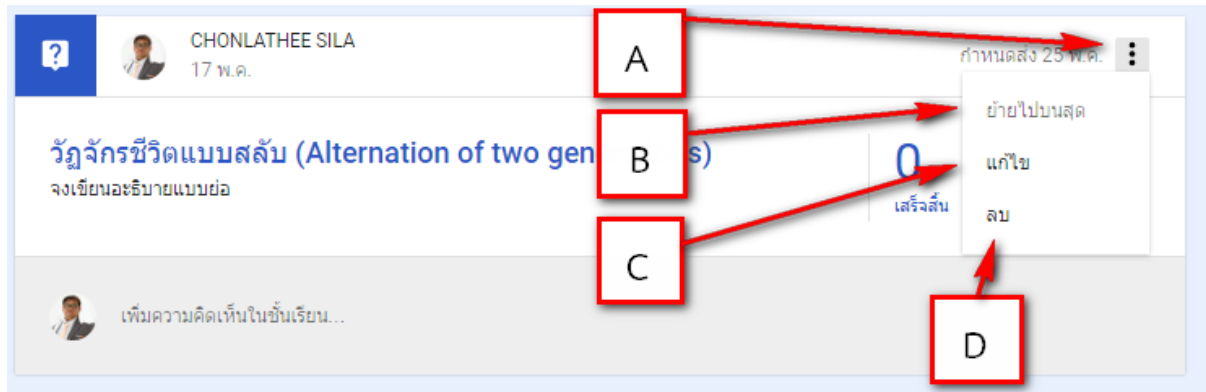 CHONLATHEE SILA
17 พ.ค.
A
กำหนดส่ง 25 พ.ค.
ย้ายไปบนสุด
วัฏจักรชีวิตแบบสลับ (Alternation of two gen s)
B
0
แก้ไข
จงเขียนอะธิบายแบบย่อ
เสร็จสิ้น
ลบ
C
เพิ่มความคิดเห็นในชั้นเรียน...
D